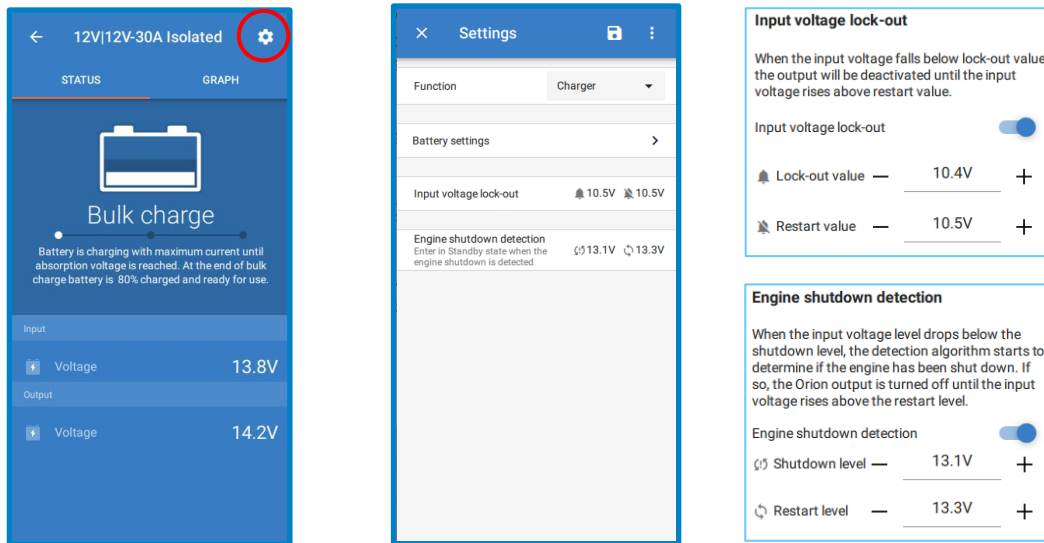 12V|12V-30A Isolated
STATUS
GRAPH
Bulk charge
Battery is charging with maximum current until
absorption voltage is reached. At the end of bulk
charge battery is 80% charged and ready for use.
Input
Voltage 13.8V
Output
Voltage 14.2V
Settings
Function Charger
Battery settings
Input voltage lock-out 10.5V 10.5V
Engine shutdown detection
Enter in Standby state when the
engine shutdown is detected
13.1V 13.3V
Input voltage lock-out
When the input voltage falls below lock-out value
the output will be deactivated until the input
voltage rises above restart value.
Input voltage lock-out
Lock-out value — 10.4V +
Restart value — 10.5V +
Engine shutdown detection
When the input voltage level drops below the
shutdown level, the detection algorithm starts to
determine if the engine has been shut down. If
so, the Orion output is turned off until the input
voltage rises above the restart level.
Engine shutdown detection
Shutdown level — 13.1V +
Restart level — 13.3V +